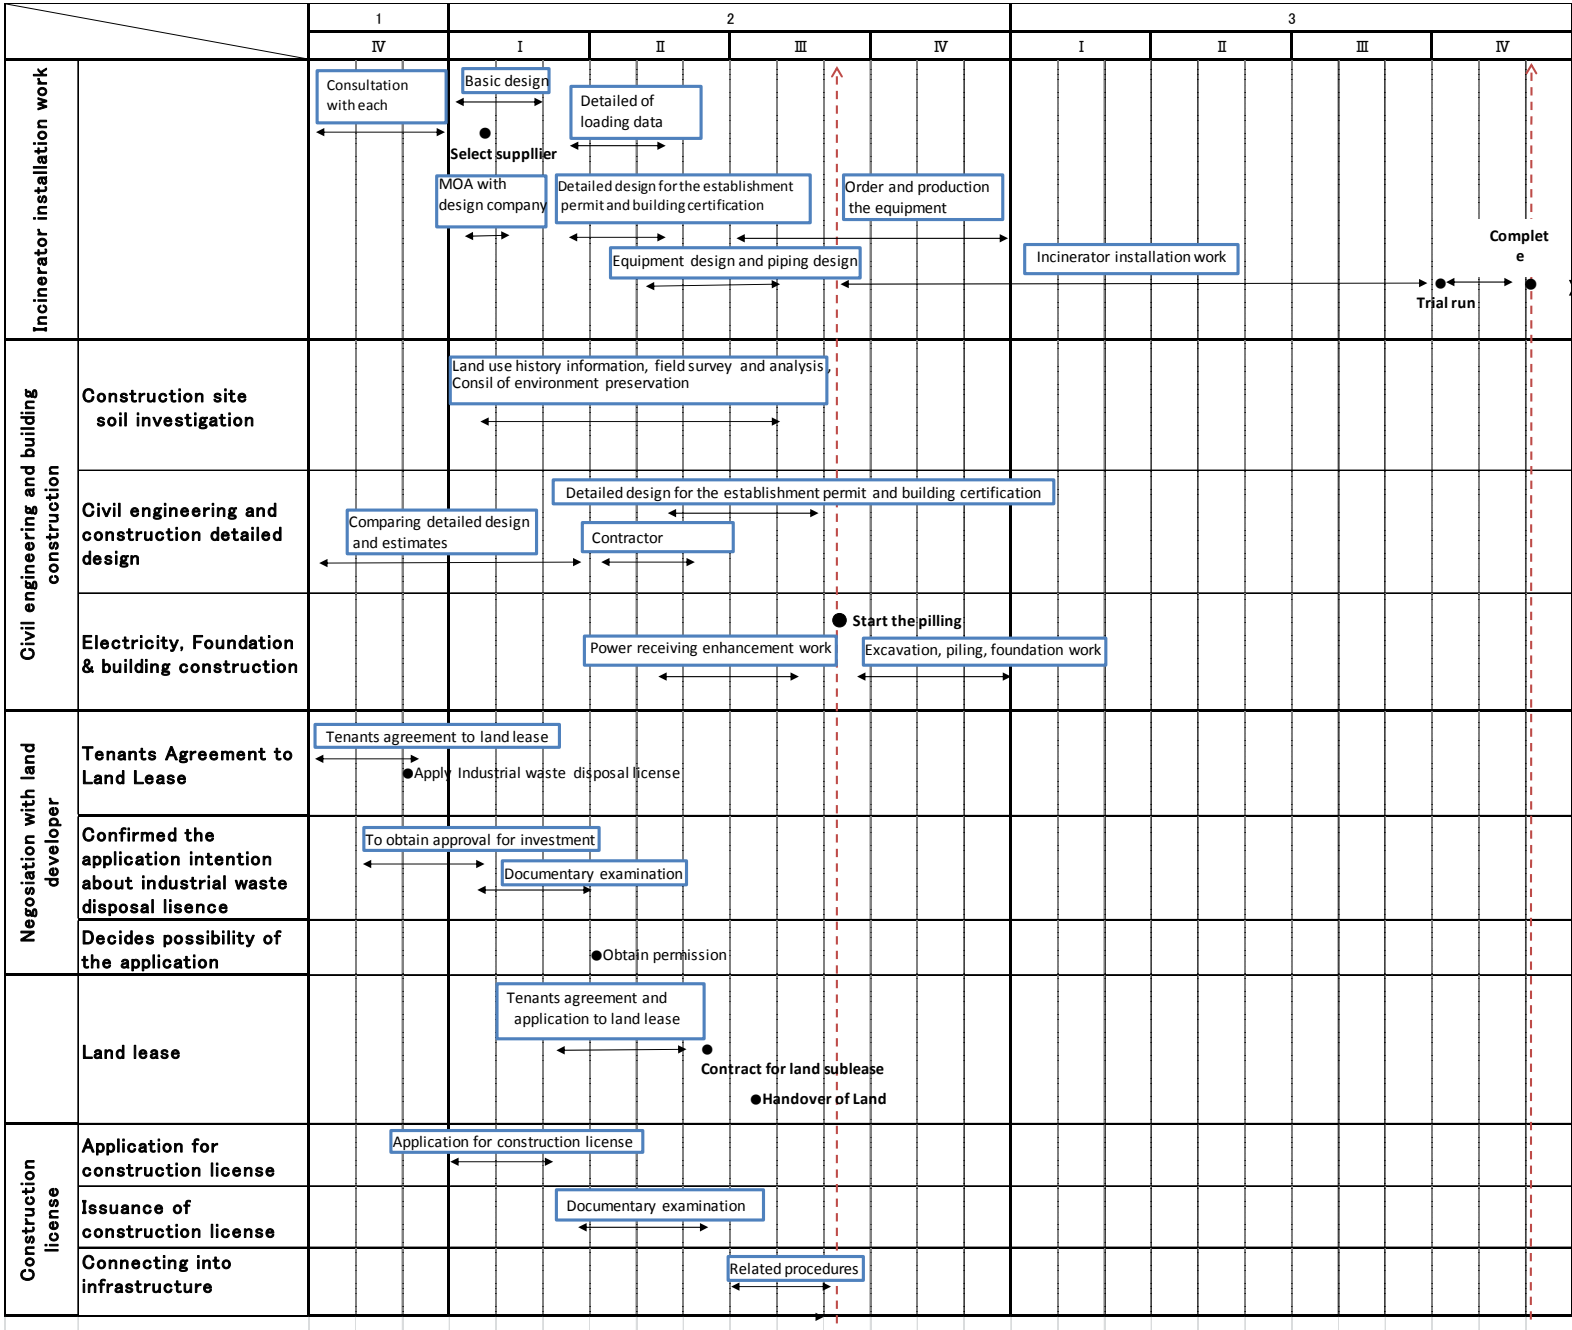 1
2
3
Ⅳ
Ⅰ
Ⅱ
Ⅲ
Ⅳ
Ⅰ
Ⅱ
Ⅲ
Ⅳ
Incinerator installation work
Consultation
with each
Basic design
Detailed of
loading data
Select suppllier
MOA with
design company
Detailed design for the establishment
permit and building certification
Order and production
the equipment
Equipment design and piping design
Incinerator installation work
Complet
e
Trial run
Civil engineering and building
construction
Construction site
soil investigation
Land use history information, field survey and analysis,
Consil of environment preservation
Civil engineering and
construction detailed
design
Detailed design for the establishment permit and building certification
Comparing detailed design
and estimates
Contractor
Electricity, Foundation
& building construction
Start the pilling
Power receiving enhancement work
Excavation, piling, foundation work
Negosiation with land
developer
Tenants Agreement to
Land Lease
Tenants agreement to land lease
Apply Industrial waste disposal license
Confirmed the
application intention
about industrial waste
disposal lisence
To obtain approval for investment
Documentary examination
Decides possibility of
the application
Obtain permission
Land lease
Tenants agreement and
application to land lease
Contract for land sublease
Handover of Land
Construction
license
Application for
construction license
Application for construction license
Issuance of
construction license
Documentary examination
Connecting into
infrastructure
Related procedures